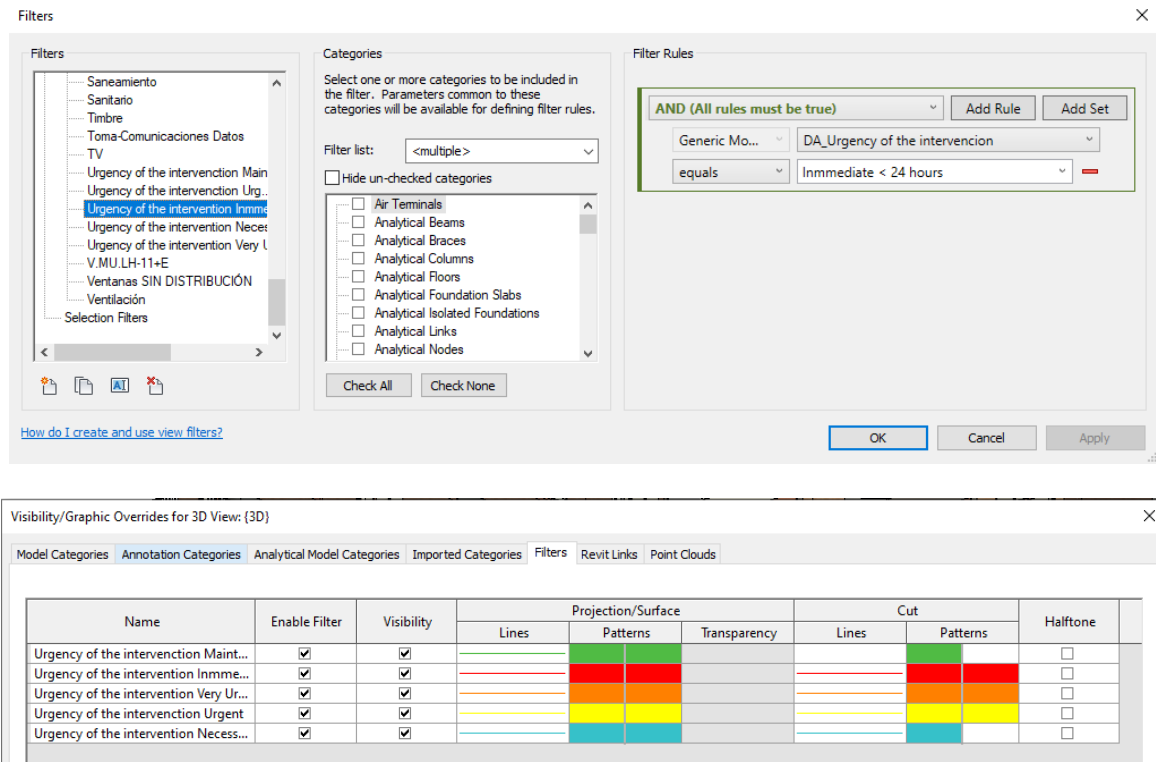 Filters
Filters
Saneamiento
Sanitario
Timbre
Toma-Comunicaciones Datos
TV
Urgency of the intervenction Main
Urgency of the intervenction Urg...
Urgency of the intervention Inmme
Urgency of the intervention Neces
Urgency of the intervention Very U
V.MU.LH-11+E
Ventanas SIN DISTRIBUCIÓN
Ventilación
Selection Filters
How do I create and use view filters?
Categories
Select one or more categories to be included in
the filter. Parameters common to these
categories will be available for defining filter rules.
Filter list: <multiple>
Hide un-checked categories
Air Terminals
Analytical Beams
Analytical Braces
Analytical Columns
Analytical Floors
Analytical Foundation Slabs
Analytical Isolated Foundations
Analytical Links
Analytical Nodes
Check All Check None
Filter Rules
AND (All rules must be true) Add Rule Add Set
Generic Mo... DA_Urgency of the intervencion
equals Inmmediate < 24 hours
OK Cancel Apply
Visibility/Graphic Overrides for 3D View: {3D}
Model Categories Annotation Categories Analytical Model Categories Imported Categories Filters Revit Links Point Clouds
Name Enable Filter Visibility Projection/Surface Cut Halftone
Lines Patterns Transparency Lines Patterns
Urgency of the intervenction Maint...
Urgency of the intervention Inmme...
Urgency of the intervention Very Ur...
Urgency of the intervenction Urgent
Urgency of the intervention Necess...